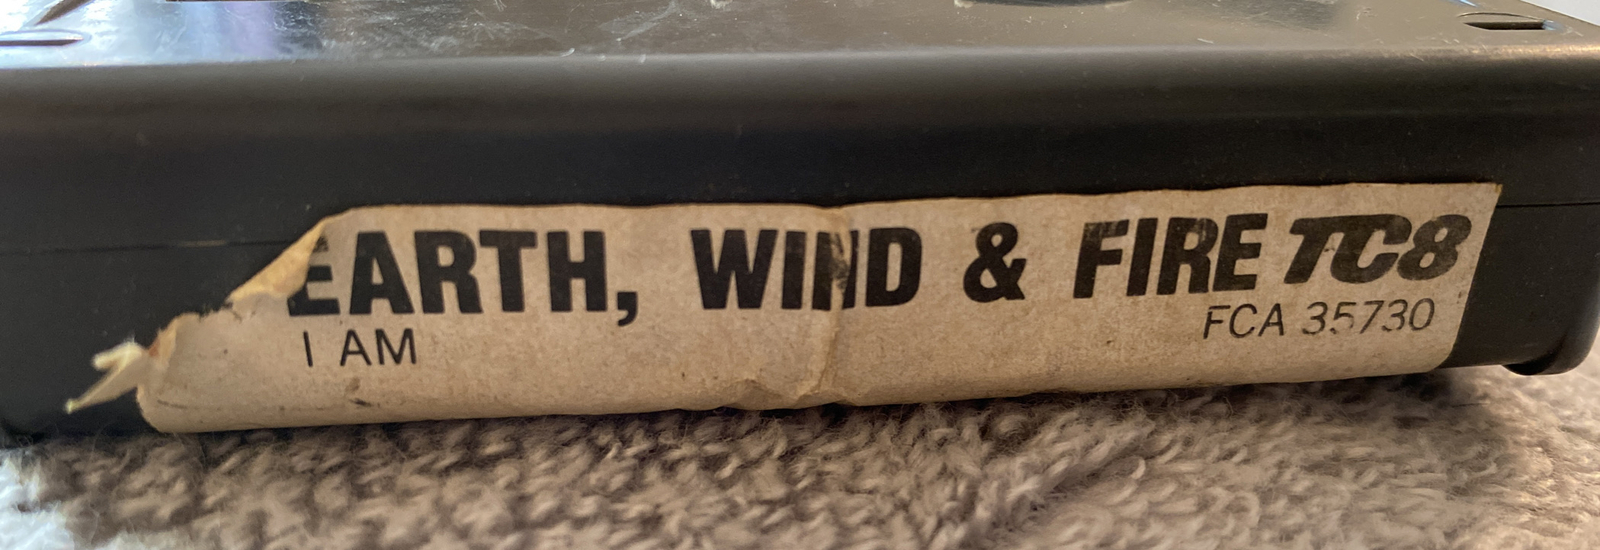 EARTH, WIND & FIRE TC8
I AM
FCA 35730